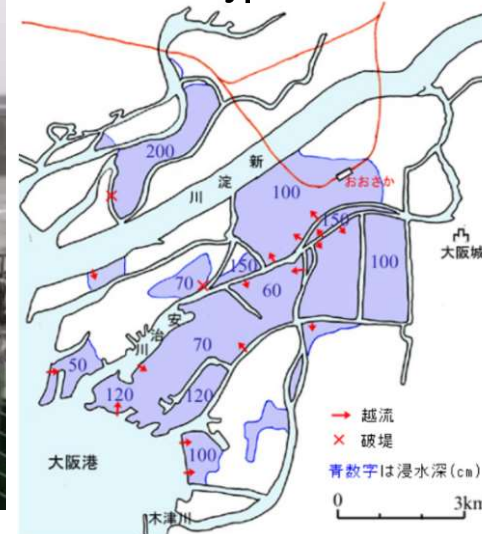 200
新
淀
川
100
おおさか
150
大阪城
100
150
70
60
安
治
川
70
50
120
120
100
大阪港
木津川
→ 越流
× 破堤
青数字は浸水深(cm)
0 3km